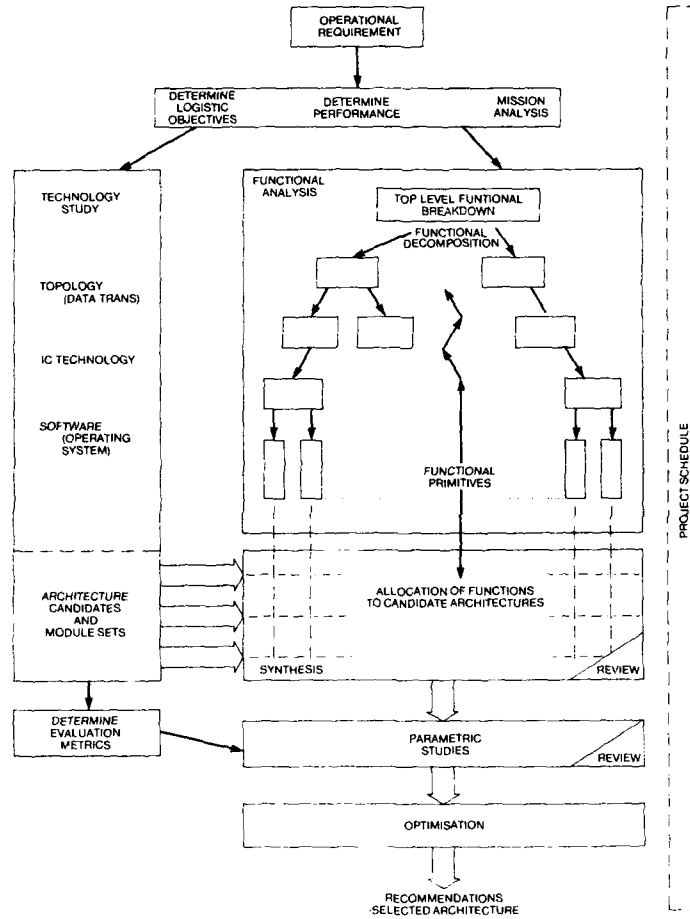 OPERATIONAL
REQUIREMENT
DETERMINE
LOGISTIC
OBJECTIVES
DETERMINE
PERFORMANCE
MISSION
ANALYSIS
TECHNOLOGY
STUDY
TOPOLOGY
(DATA TRANS)
IC TECHNOLOGY
SOFTWARE
(OPERATING
SYSTEM)
FUNCTIONAL
ANALYSIS
TOP LEVEL FUNTIONAL
BREAKDOWN
FUNCTIONAL
DECOMPOSITION
FUNCTIONAL
PRIMITIVES
ARCHITECTURE
CANDIDATES
AND
MODULE SETS
ALLOCATION OF FUNCTIONS
TO CANDIDATE ARCHITECTURES
SYNTHESIS
REVIEW
DETERMINE
EVALUATION
METRICS
PARAMETRIC
STUDIES
REVIEW
OPTIMISATION
RECOMMENDATIONS
SELECTED ARCHITECTURE
PROJECT SCHEDULE